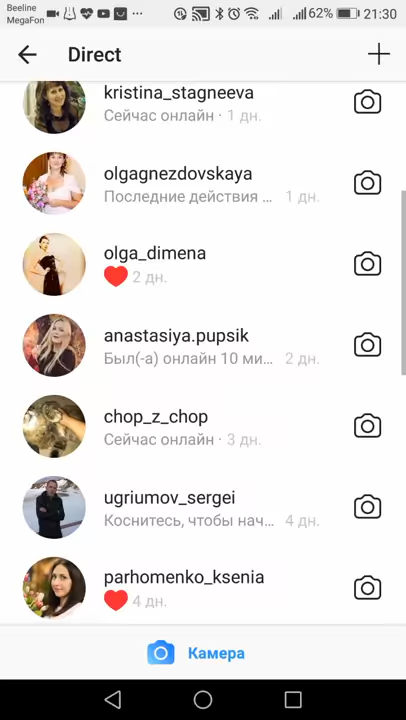 Beeline
MegaFon
62%
21:30
Direct
kristina_stagneeva
Сейчас онлайн · 1 дн.
olgagnezdovskaya
Последние действия ... 1 дн.
olga_dimena
2 дн.
anastasiya.pupsik
Был(-а) онлайн 10 ми... 2 дн.
chop_z_chop
Сейчас онлайн · 3 дн.
ugriumov_sergei
Коснитесь, чтобы нач... 4 дн.
parhomenko_ksenia
4 дн.
Камера